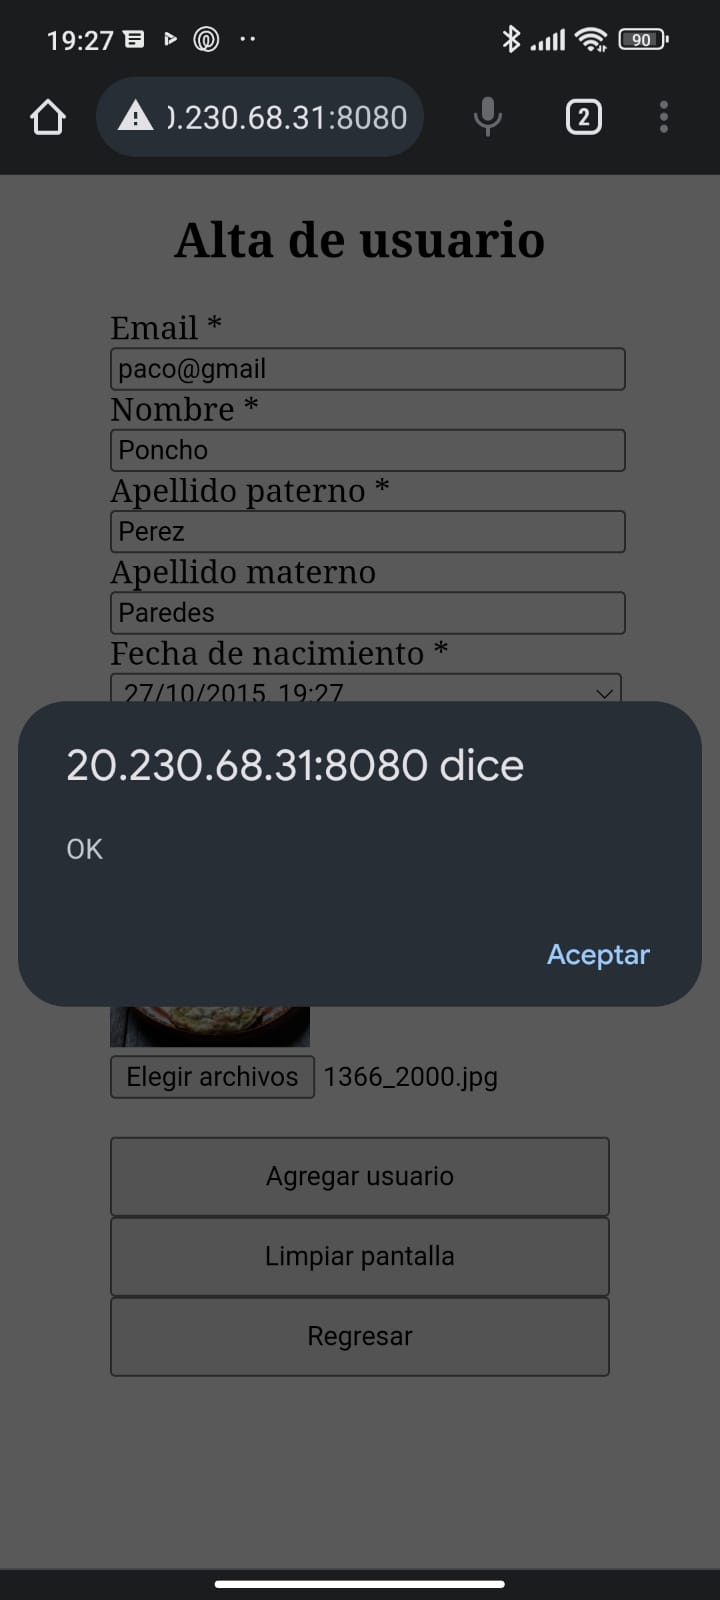 19:27
90
).230.68.31:8080
2
Alta de usuario
Email *
paco@gmail
Nombre *
Poncho
Apellido paterno *
Perez
Apellido materno
Paredes
Fecha de nacimiento *
27/10/2015, 19:27
20.230.68.31:8080 dice
OK
Aceptar
Elegir archivos 1366_2000.jpg
Agregar usuario
Limpiar pantalla
Regresar